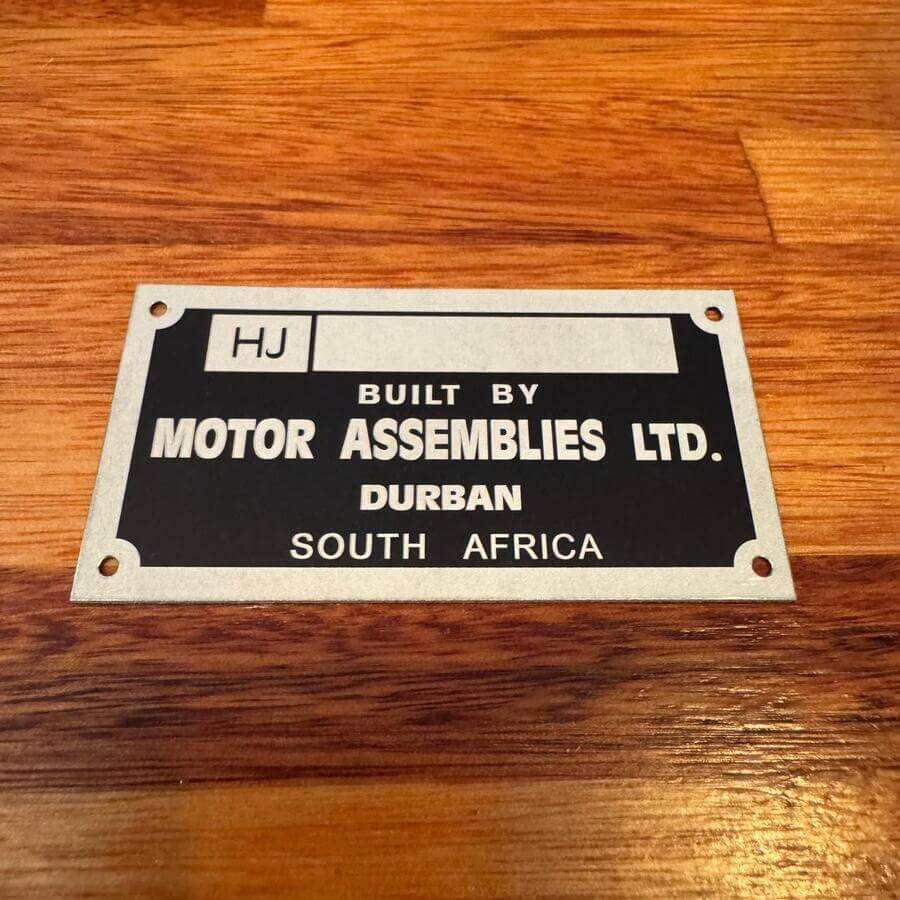 HJ
BUILT BY
MOTOR ASSEMBLIES LTD.
DURBAN
SOUTH AFRICA